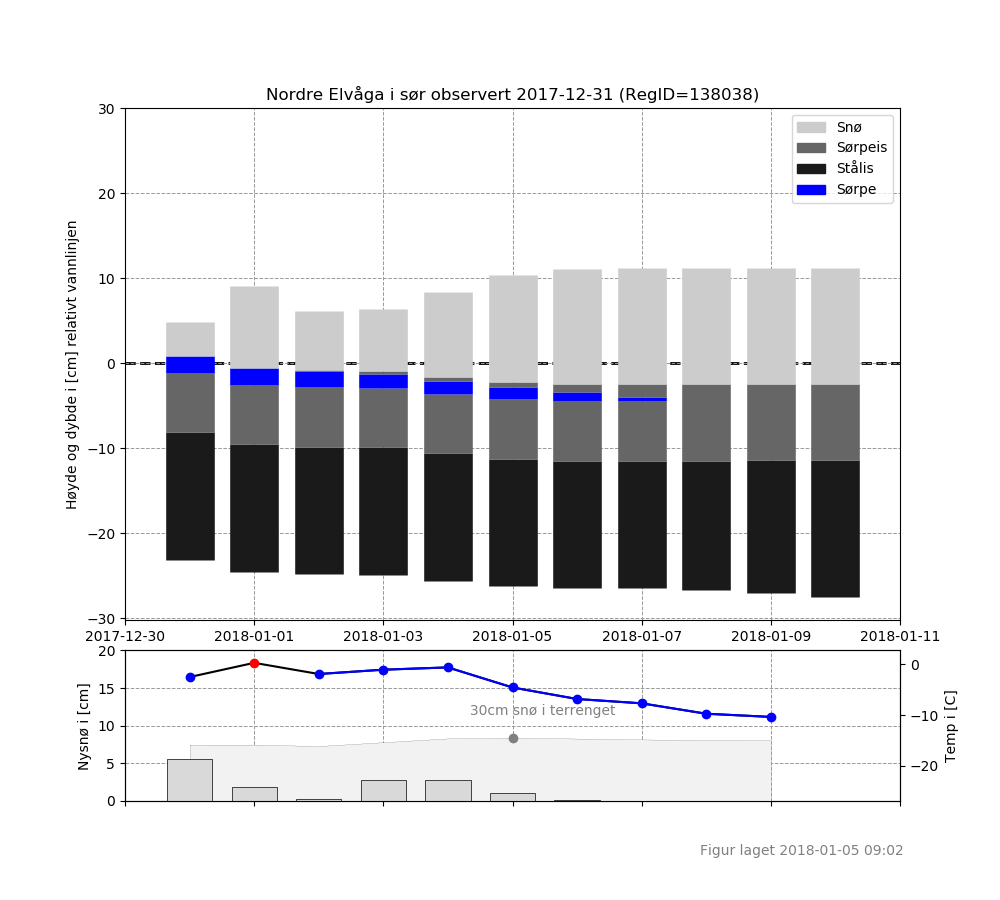 Nordre Elvåga i sør observert 2017-12-31 (RegID=138038)
Høyde og dybde i [cm] relativt vannlinjen
30
20
10
0
−10
−20
−30
Snø
Sørpeis
Stålis
Sørpe
2017-12-30 2018-01-01 2018-01-03 2018-01-05 2018-01-07 2018-01-09 2018-01-11
Nysnø i [cm]
20
15
10
5
0
30cm snø i terrenget
0
−10
−20
Temp i [C]
Figur laget 2018-01-05 09:02